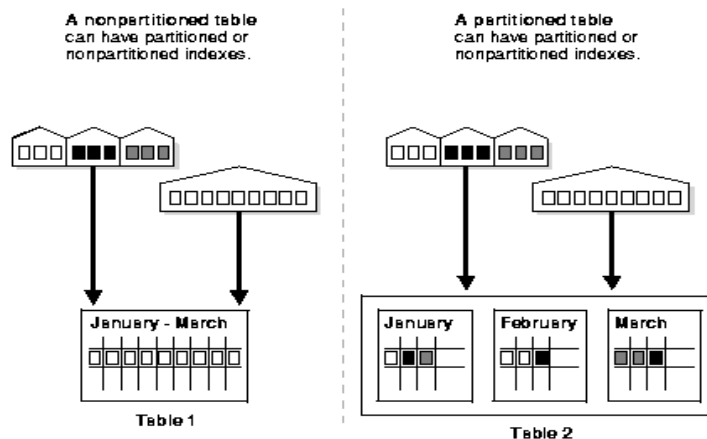 A nonpartitioned table
can have partitioned or
nonpartitioned indexes.
January - March
Table 1
A partitioned table
can have partitioned or
nonpartitioned indexes.
January
February
March
Table 2